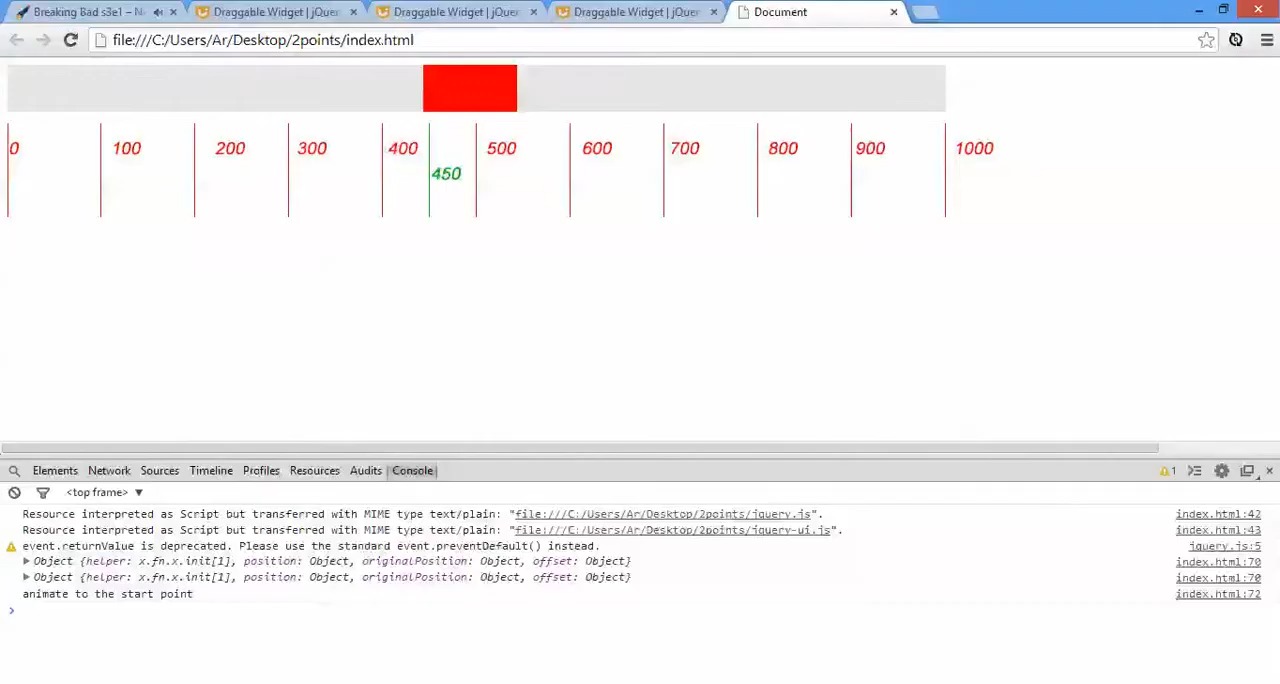 Breaking Bad s3e1 – N
Draggable Widget | jQuer
Draggable Widget | jQuer
Draggable Widget | jQuer
Document
file:///C:/Users/Ar/Desktop/2points/index.html
0 100 200 300 400 500 600 700 800 900 1000
450
Elements Network Sources Timeline Profiles Resources Audits Console 1
<top frame> ▼
Resource interpreted as Script but transferred with MIME type text/plain: "file:///C:/Users/Ar/Desktop/2points/jquery.js". index.html:42
Resource interpreted as Script but transferred with MIME type text/plain: "file:///C:/Users/Ar/Desktop/2points/jquery-ui.js". index.html:43
event.returnValue is deprecated. Please use the standard event.preventDefault() instead. jquery.js:5
Object {helper: x.fn.x.init[1], position: Object, originalPosition: Object, offset: Object} index.html:70
Object {helper: x.fn.x.init[1], position: Object, originalPosition: Object, offset: Object} index.html:70
animate to the start point index.html:72